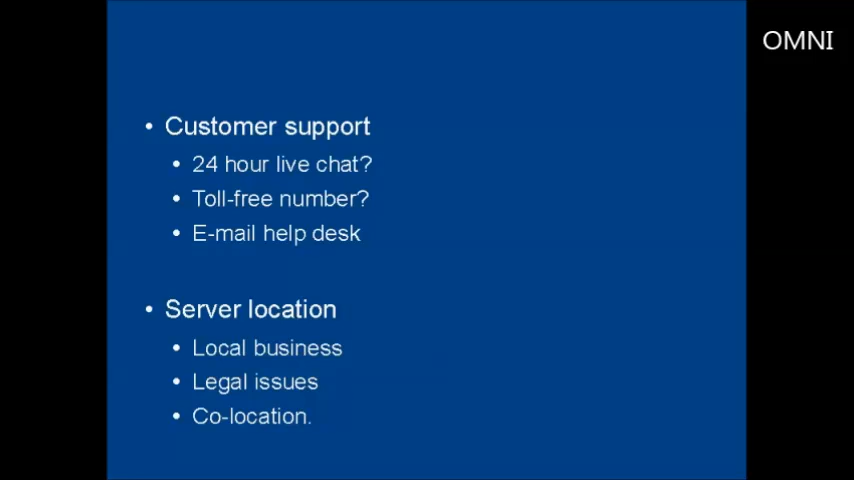 OMNI
• Customer support
• 24 hour live chat?
• Toll-free number?
• E-mail help desk
• Server location
• Local business
• Legal issues
• Co-location.